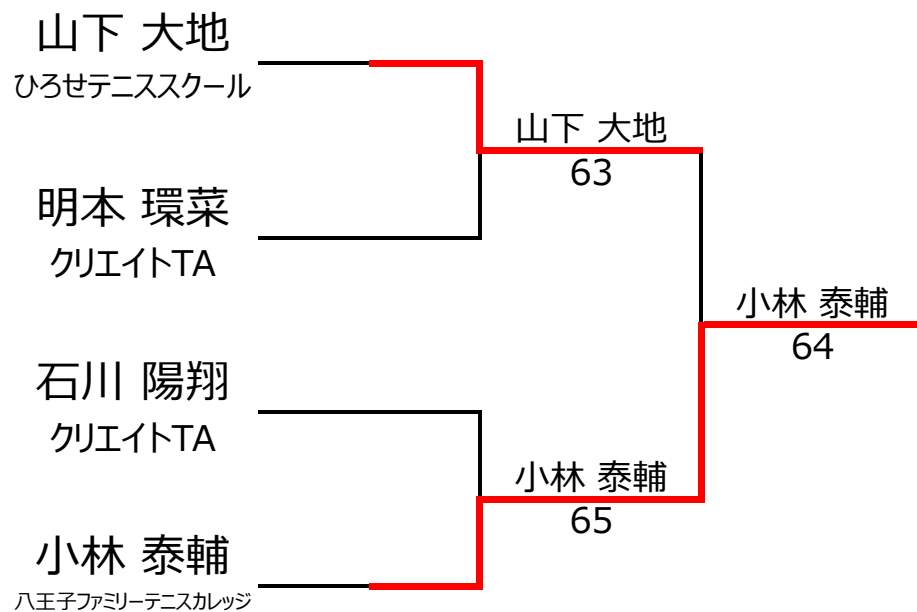 山下 大地
ひろせテニススクール
山下 大地
63
明本 環菜
クリエイトTA
小林 泰輔
64
石川 陽翔
クリエイトTA
小林 泰輔
65
小林 泰輔
八王子ファミリーテニスカレッジ